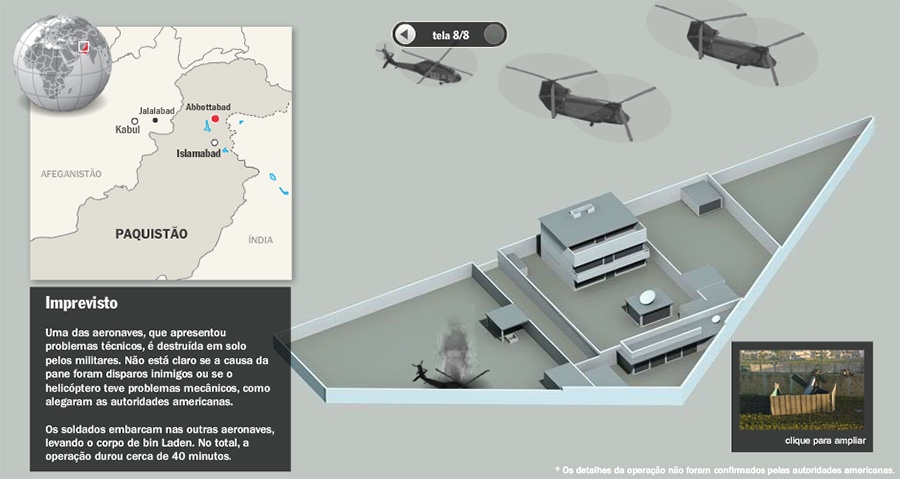 tela 8/8
Abbottabad
Jalalabad
Kabul
Islamabad
AFEGANISTÃO
PAQUISTÃO
ÍNDIA
Imprevisto
Uma das aeronaves, que apresentou
problemas técnicos, é destruída em solo
pelos militares. Não está claro se a causa da
pane foram disparos inimigos ou se o
helicóptero teve problemas mecânicos, como
alegaram as autoridades americanas.
Os soldados embarcam nas outras aeronaves,
levando o corpo de bin Laden. No total, a
operação durou cerca de 40 minutos.
clique para ampliar
* Os detalhes da operação não foram confirmados pelas autoridades americanas.